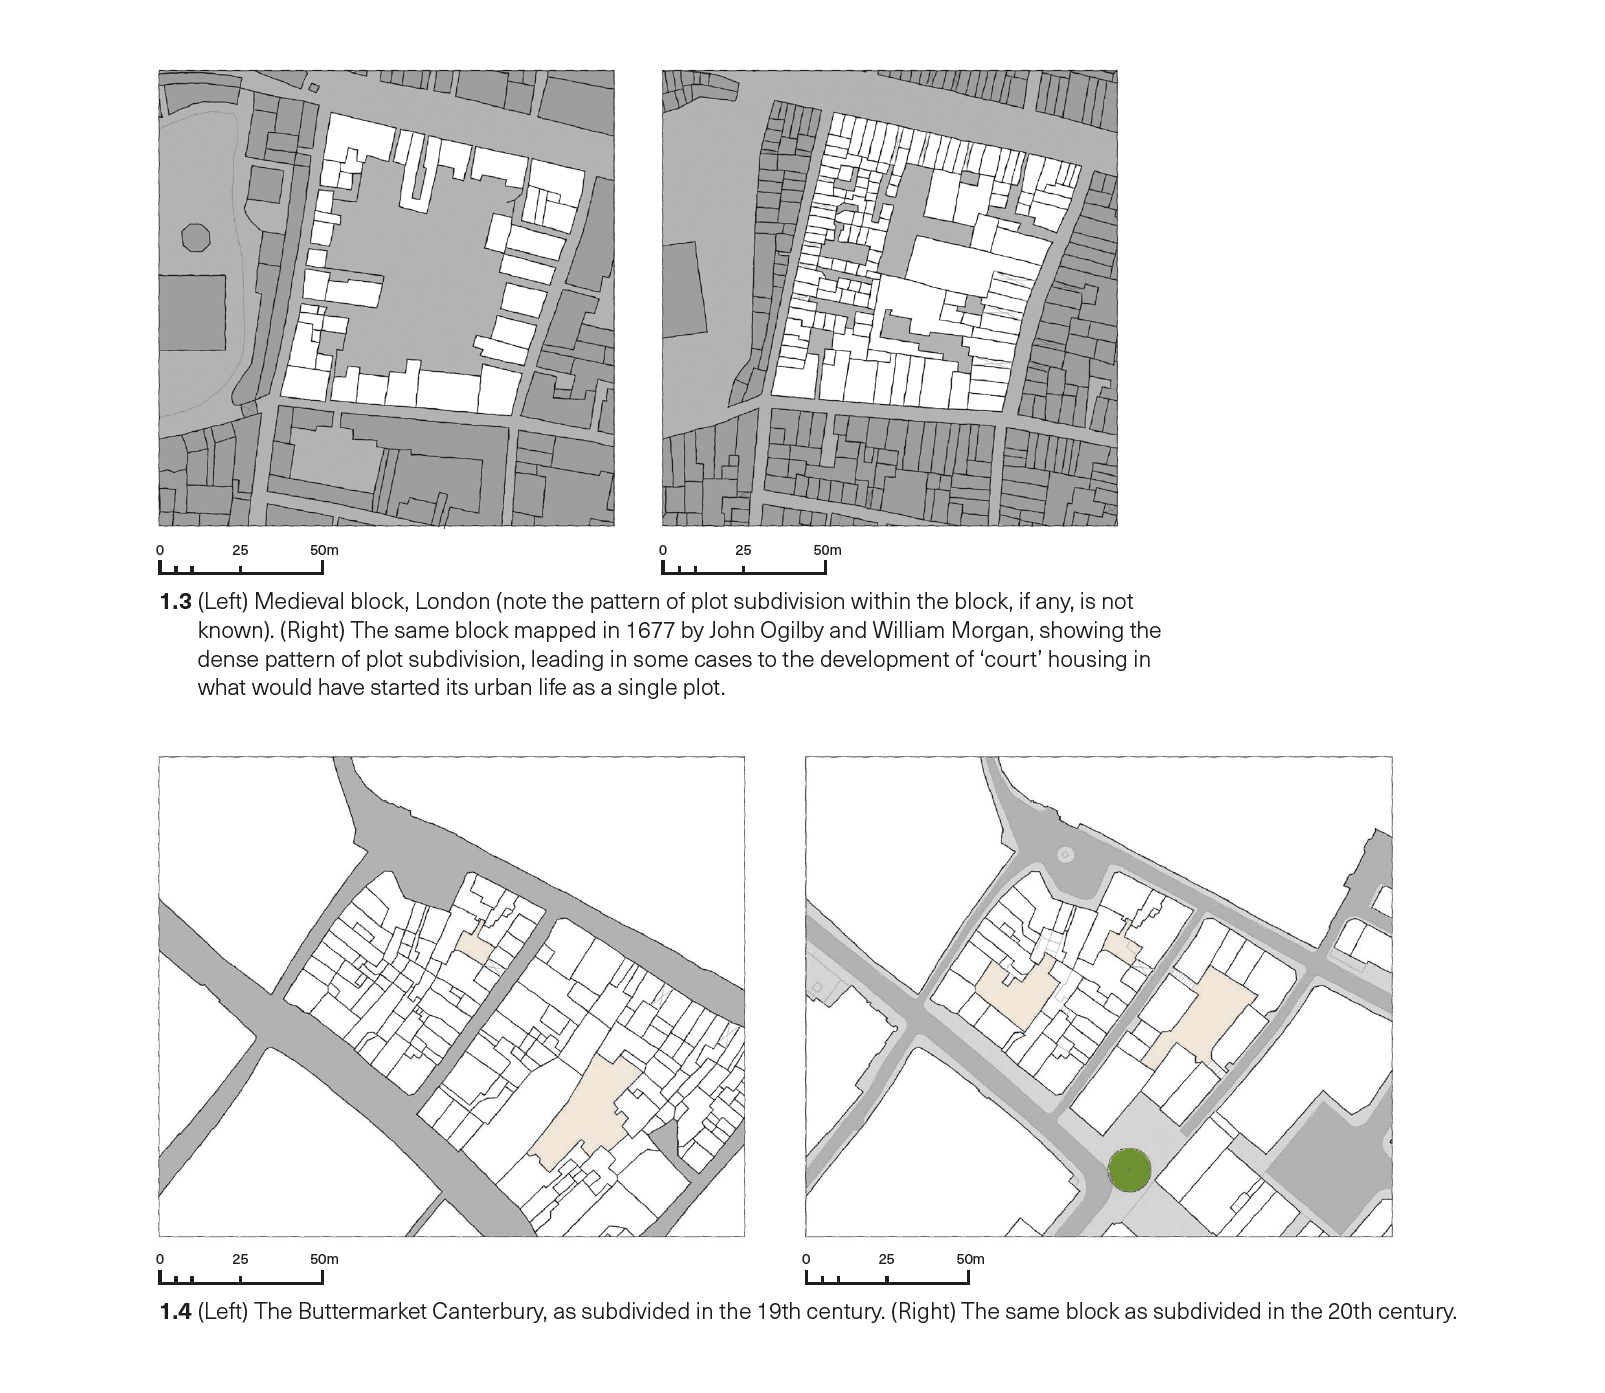 0 25 50m
0 25 50m
1.3 (Left) Medieval block, London (note the pattern of plot subdivision within the block, if any, is not
known). (Right) The same block mapped in 1677 by John Ogilby and William Morgan, showing the
dense pattern of plot subdivision, leading in some cases to the development of ‘court’ housing in
what would have started its urban life as a single plot.
0 25 50m
0 25 50m
1.4 (Left) The Buttermarket Canterbury, as subdivided in the 19th century. (Right) The same block as subdivided in the 20th century.